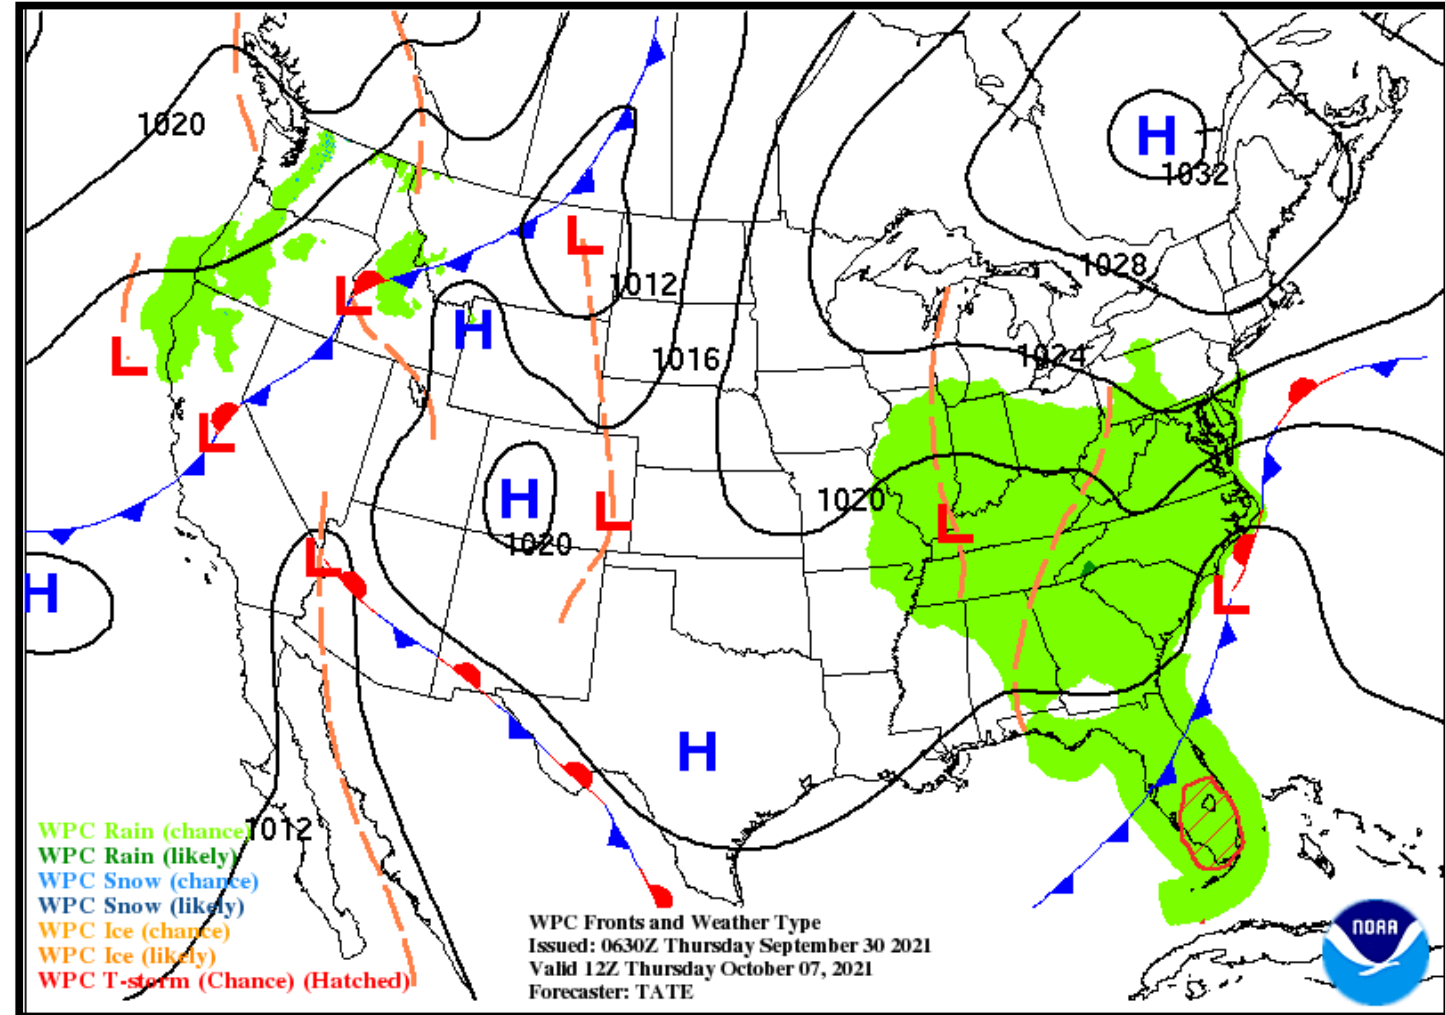 1020
H
1032
L
1028
L
1012
L
H
1016
1024
L
L
H
1020
1020
L
L
H
L
H
1012
WPC Rain (chance)
WPC Rain (likely)
WPC Snow (chance)
WPC Snow (likely)
WPC Ice (chance)
WPC Ice (likely)
WPC T-storm (Chance) (Hatched)
WPC Fronts and Weather Type
Issued: 0630Z Thursday September 30 2021
Valid 12Z Thursday October 07, 2021
Forecaster: TATE
NOAA